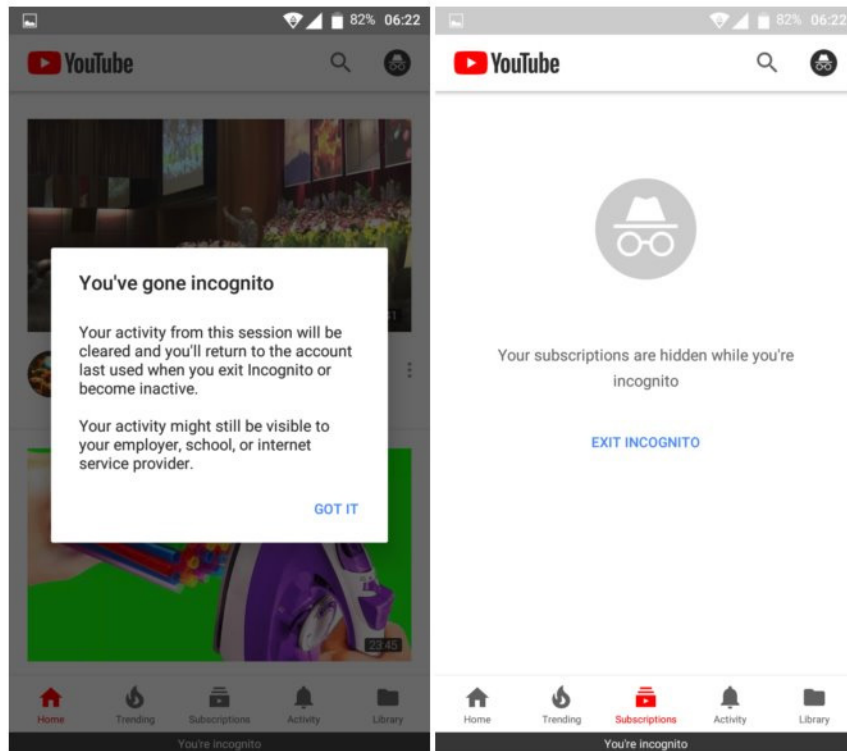 82% 06:22
YouTube
You've gone incognito
Your activity from this session will be
cleared and you'll return to the account
last used when you exit Incognito or
become inactive.
Your activity might still be visible to
your employer, school, or internet
service provider.
GOT IT
23:45
Home Trending Subscriptions Activity Library
You're incognito
82% 06:22
YouTube
Your subscriptions are hidden while you're
incognito
EXIT INCOGNITO
Home Trending Subscriptions Activity Library
You're incognito